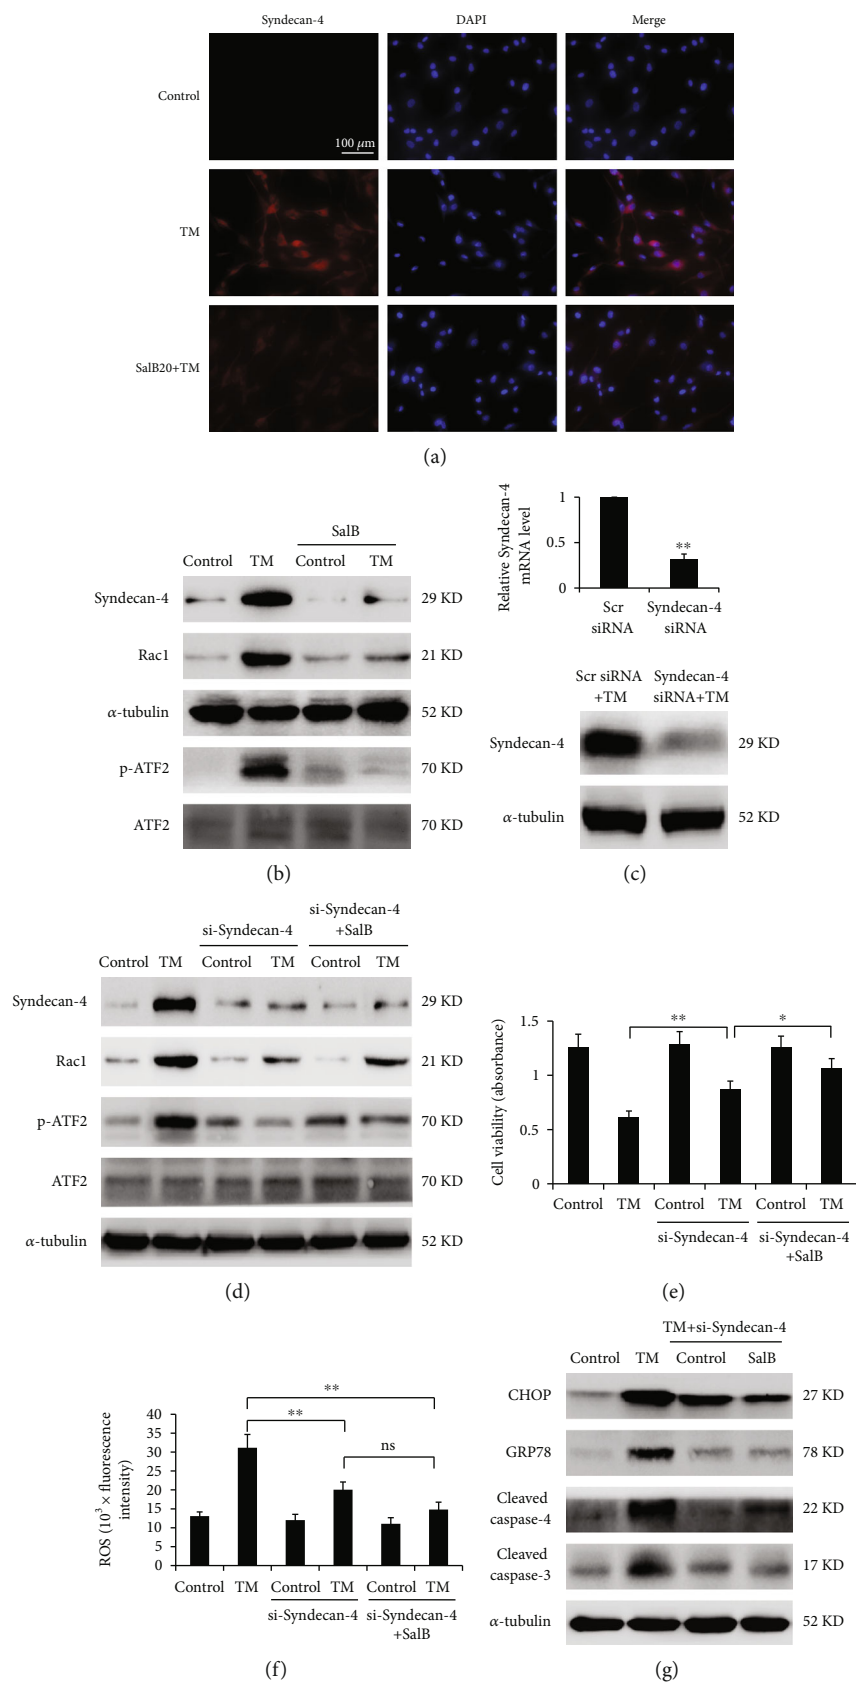 Syndecan-4 DAPI Merge
Control
100 μm
TM
SalB20+TM
(a)
SalB
Control TM Control TM
Syndecan-4 29 KD
Rac1 21 KD
α-tubulin 52 KD
p-ATF2 70 KD
ATF2 70 KD
(b)
Relative Syndecan-4
mRNA level
1
0.5
0
**
Scr Syndecan-4
siRNA siRNA
Scr siRNA Syndecan-4
+TM siRNA+TM
Syndecan-4 29 KD
α-tubulin 52 KD
(c)
si-Syndecan-4
si-Syndecan-4 +SalB
Control TM Control TM Control TM
Syndecan-4 29 KD
Rac1 21 KD
p-ATF2 70 KD
ATF2 70 KD
α-tubulin 52 KD
(d)
Cell viability (absorbance)
1.5
1
0.5
0
** *
Control TM Control TM Control TM
si-Syndecan-4 si-Syndecan-4
+SalB
(e)
ROS (10³ × fluorescence
intensity)
40
35
30
25
20
15
10
5
0
**
**
ns
Control TM Control TM Control TM
si-Syndecan-4 si-Syndecan-4
+SalB
(f)
TM+si-Syndecan-4
Control TM Control SalB
CHOP 27 KD
GRP78 78 KD
Cleaved
caspase-4 22 KD
Cleaved
caspase-3 17 KD
α-tubulin 52 KD
(g)